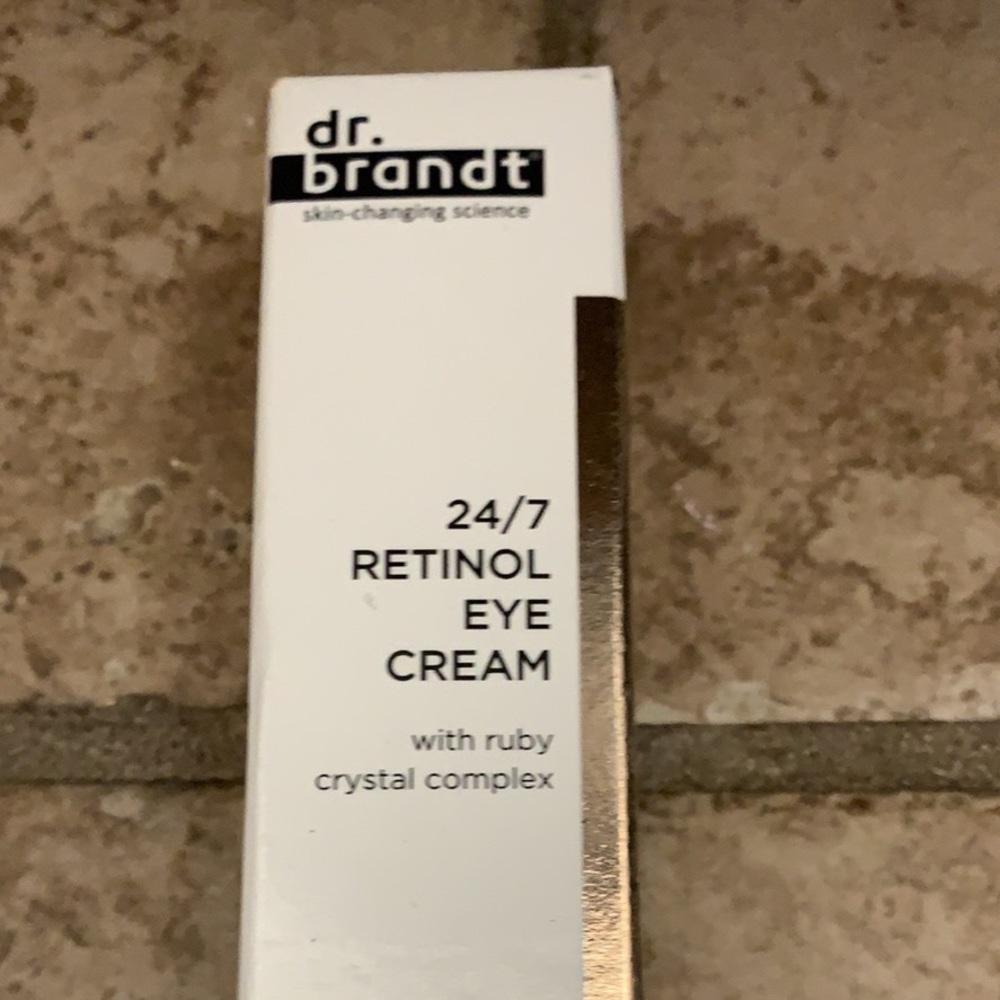 dr.
brandt
skin-changing science
24/7
RETINOL
EYE
CREAM
with ruby
crystal complex